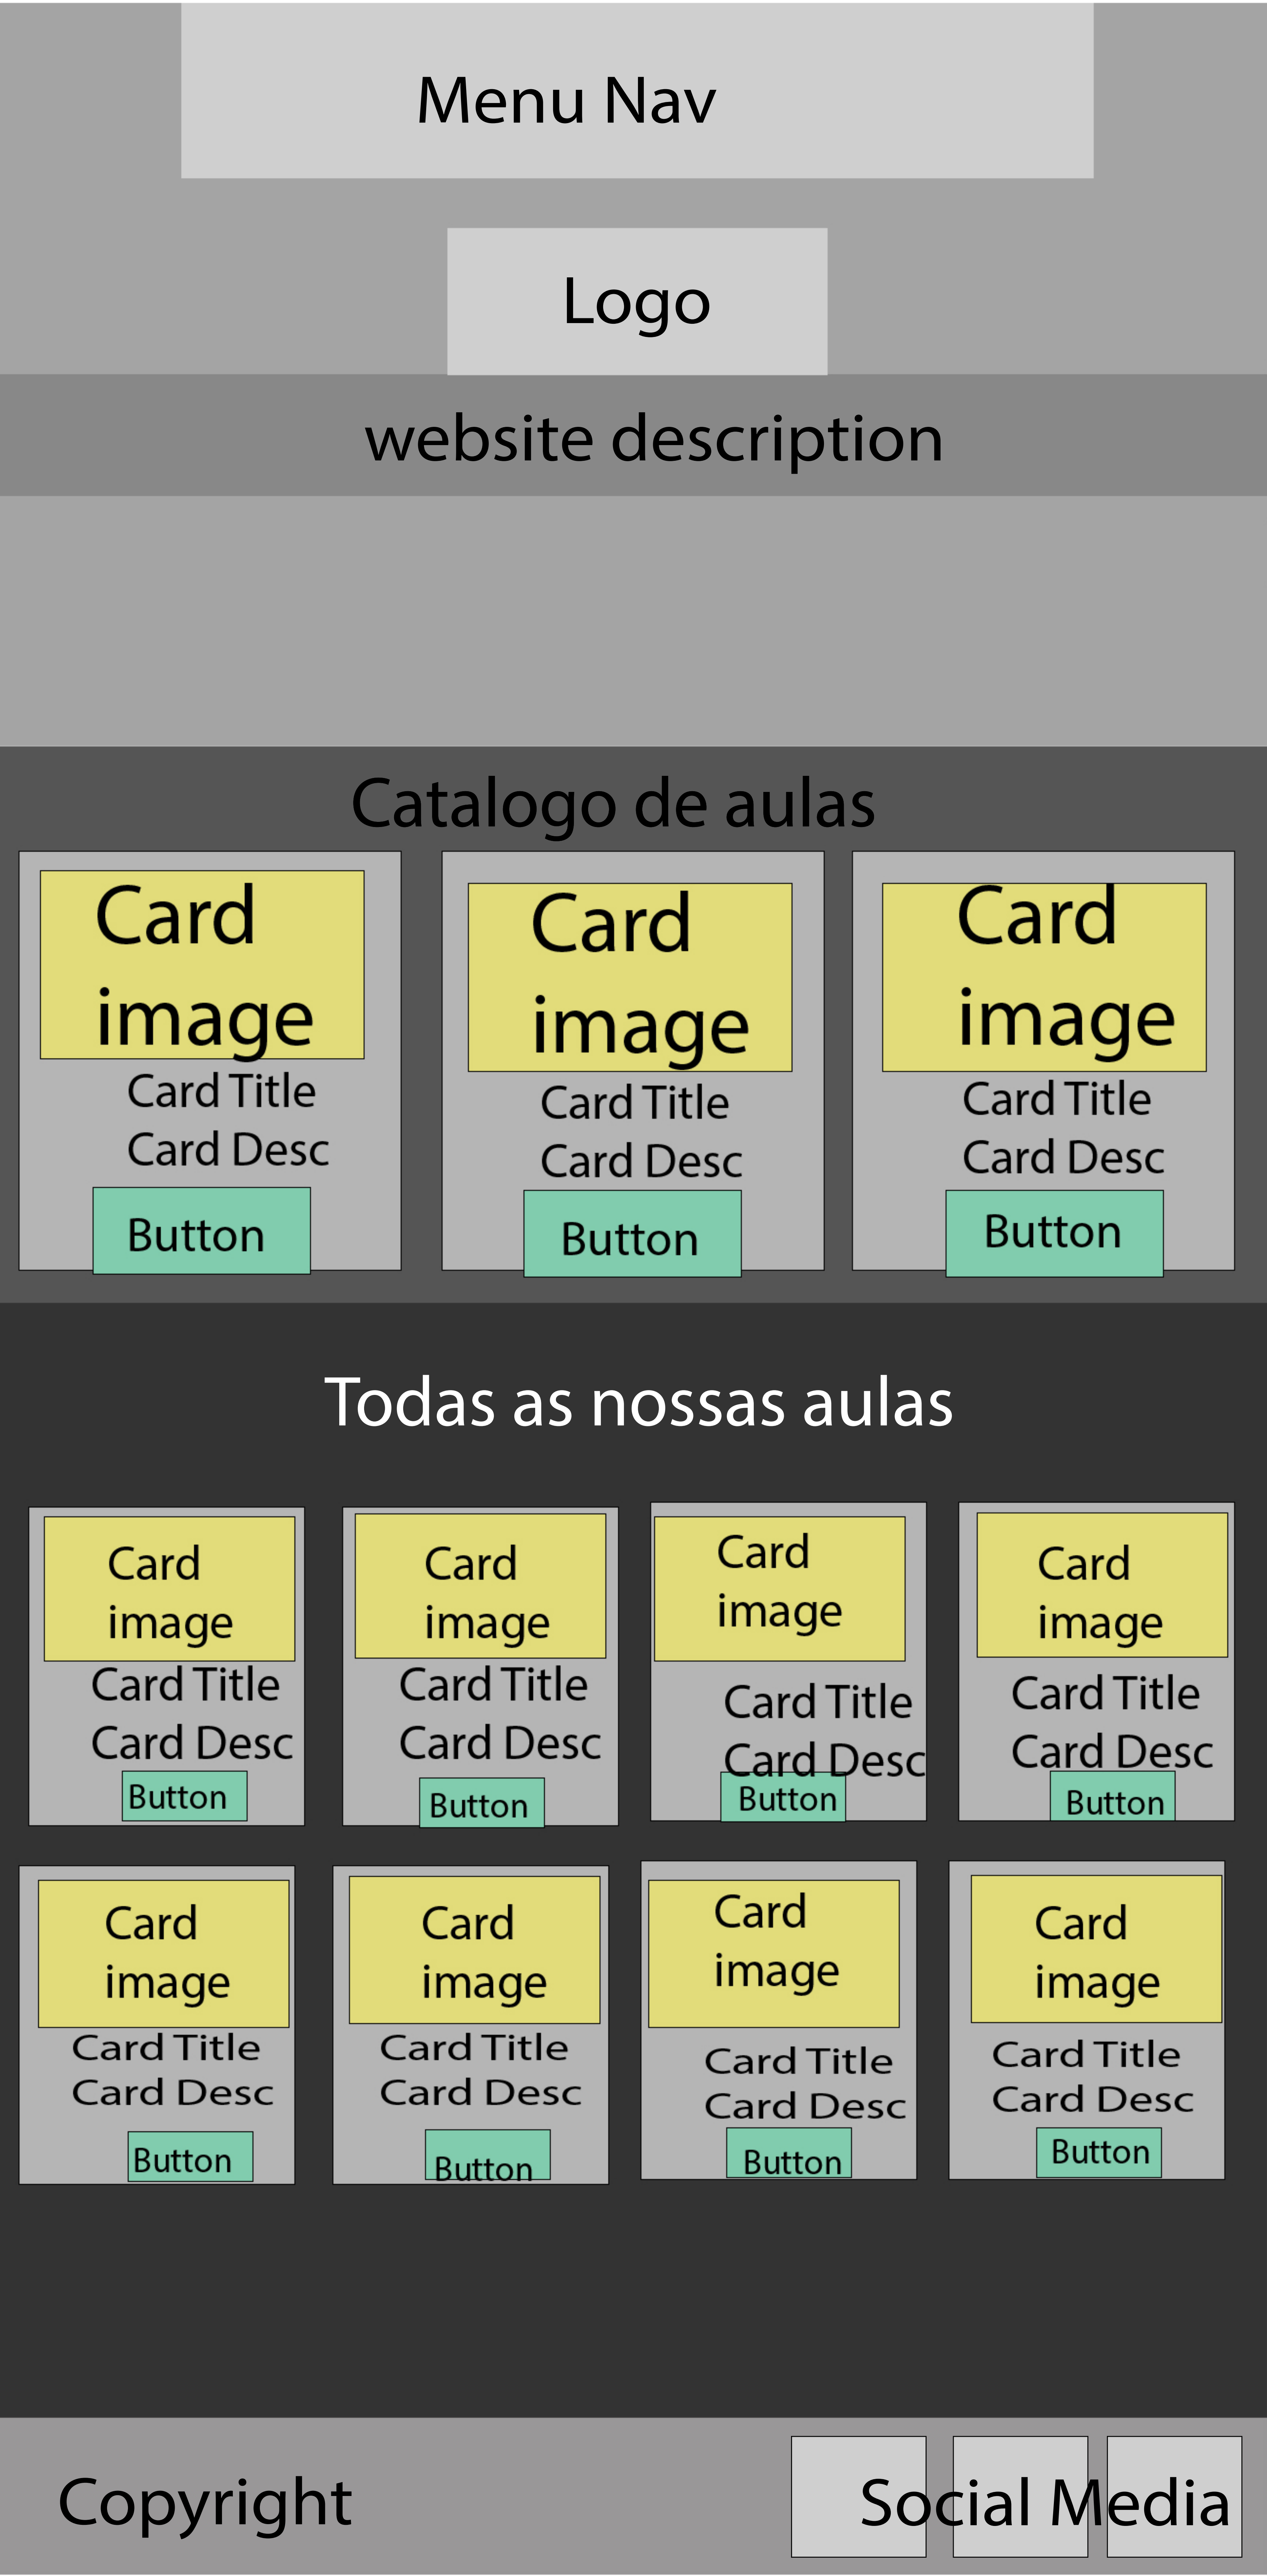 Menu Nav
Logo
website description
Catalogo de aulas
Card
image
Card Title
Card Desc
Button
Card
image
Card Title
Card Desc
Button
Card
image
Card Title
Card Desc
Button
Todas as nossas aulas
Card
image
Card Title
Card Desc
Button
Card
image
Card Title
Card Desc
Button
Card
image
Card Title
Card Desc
Button
Card
image
Card Title
Card Desc
Button
Card
image
Card Title
Card Desc
Button
Card
image
Card Title
Card Desc
Button
Card
image
Card Title
Card Desc
Button
Card
image
Card Title
Card Desc
Button
Copyright
Social Media